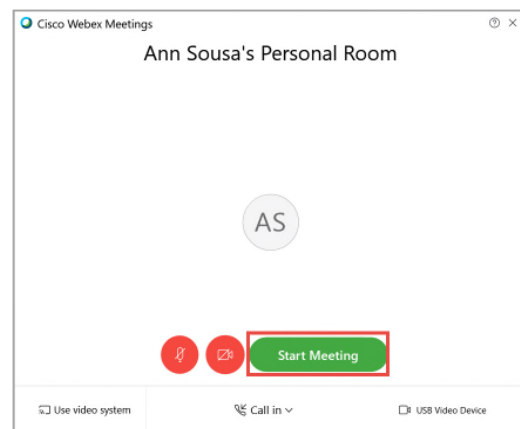 Cisco Webex Meetings
Ann Sousa's Personal Room
AS
Start Meeting
Use video system
Call in
USB Video Device